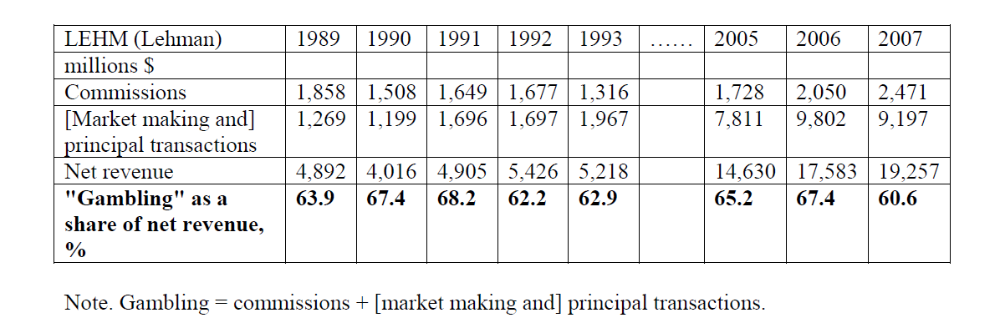 LEHM (Lehman) 1989 1990 1991 1992 1993 …… 2005 2006 2007
millions $
Commissions 1,858 1,508 1,649 1,677 1,316 1,728 2,050 2,471
[Market making and] 1,269 1,199 1,696 1,697 1,967 7,811 9,802 9,197
principal transactions
Net revenue 4,892 4,016 4,905 5,426 5,218 14,630 17,583 19,257
"Gambling" as a 63.9 67.4 68.2 62.2 62.9 65.2 67.4 60.6
share of net revenue,
%
Note. Gambling = commissions + [market making and] principal transactions.